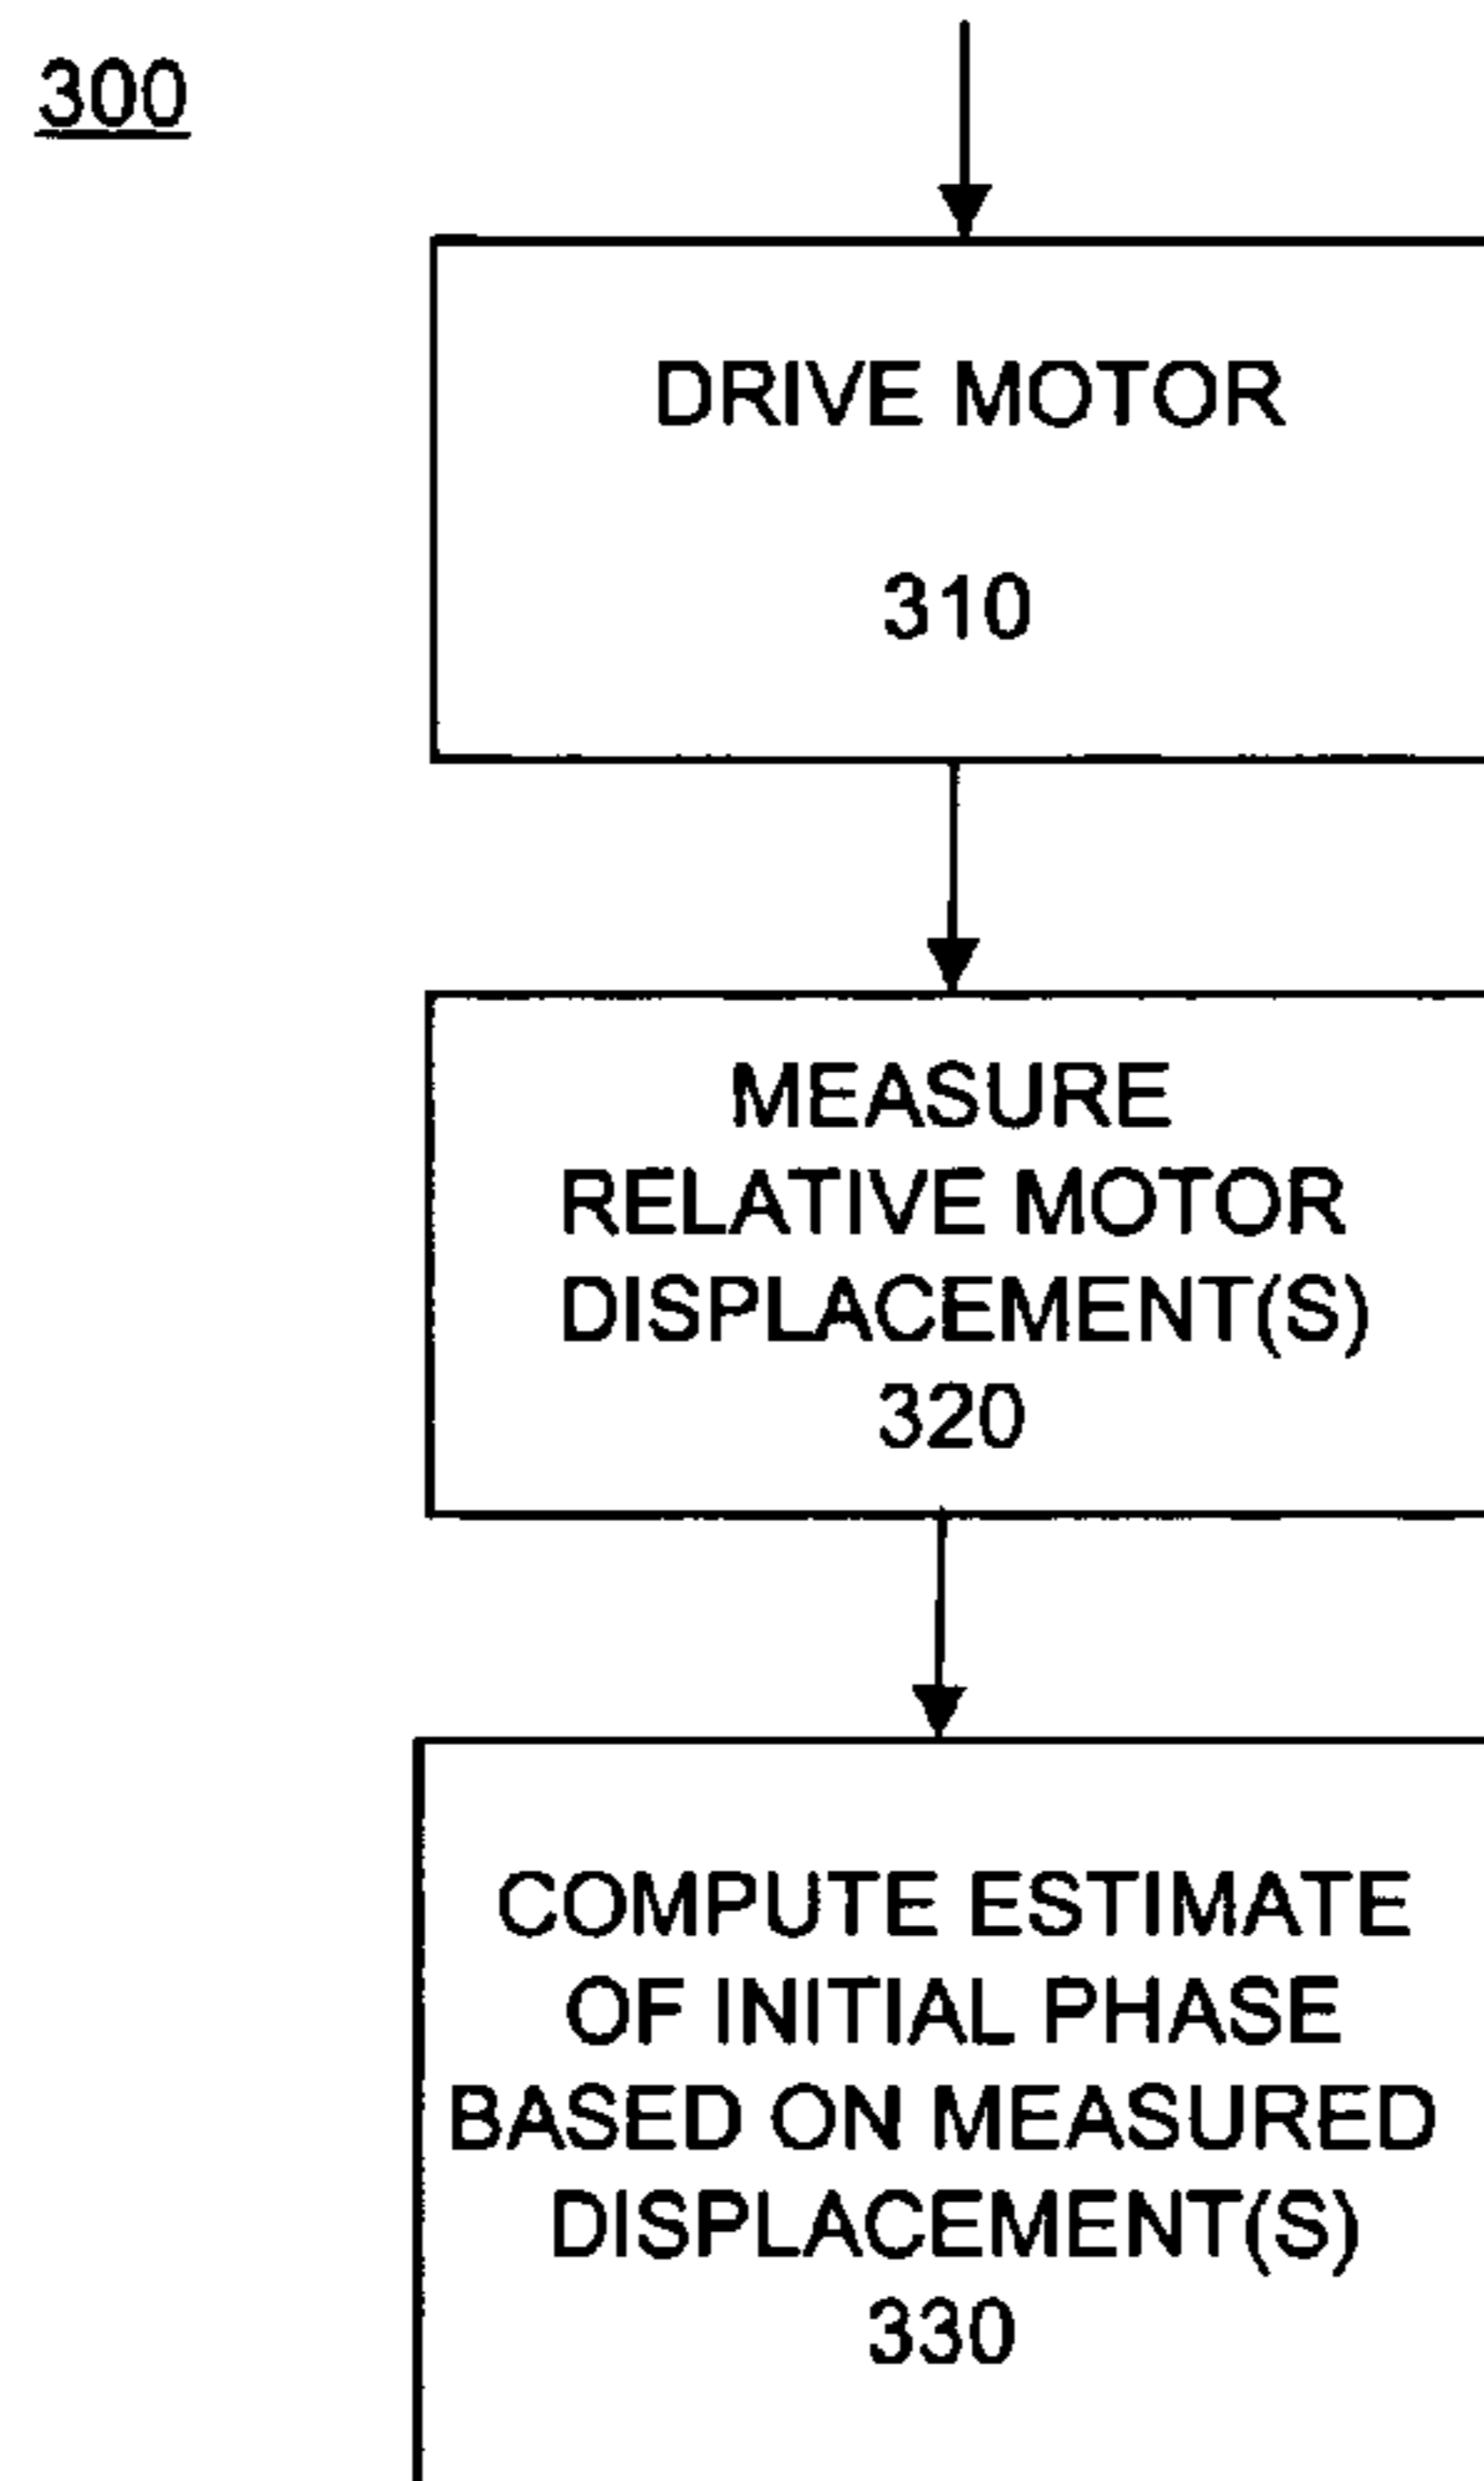 300
DRIVE MOTOR
310
MEASURE
RELATIVE MOTOR
DISPLACEMENT(S)
320
COMPUTE ESTIMATE
OF INITIAL PHASE
BASED ON MEASURED
DISPLACEMENT(S)
330